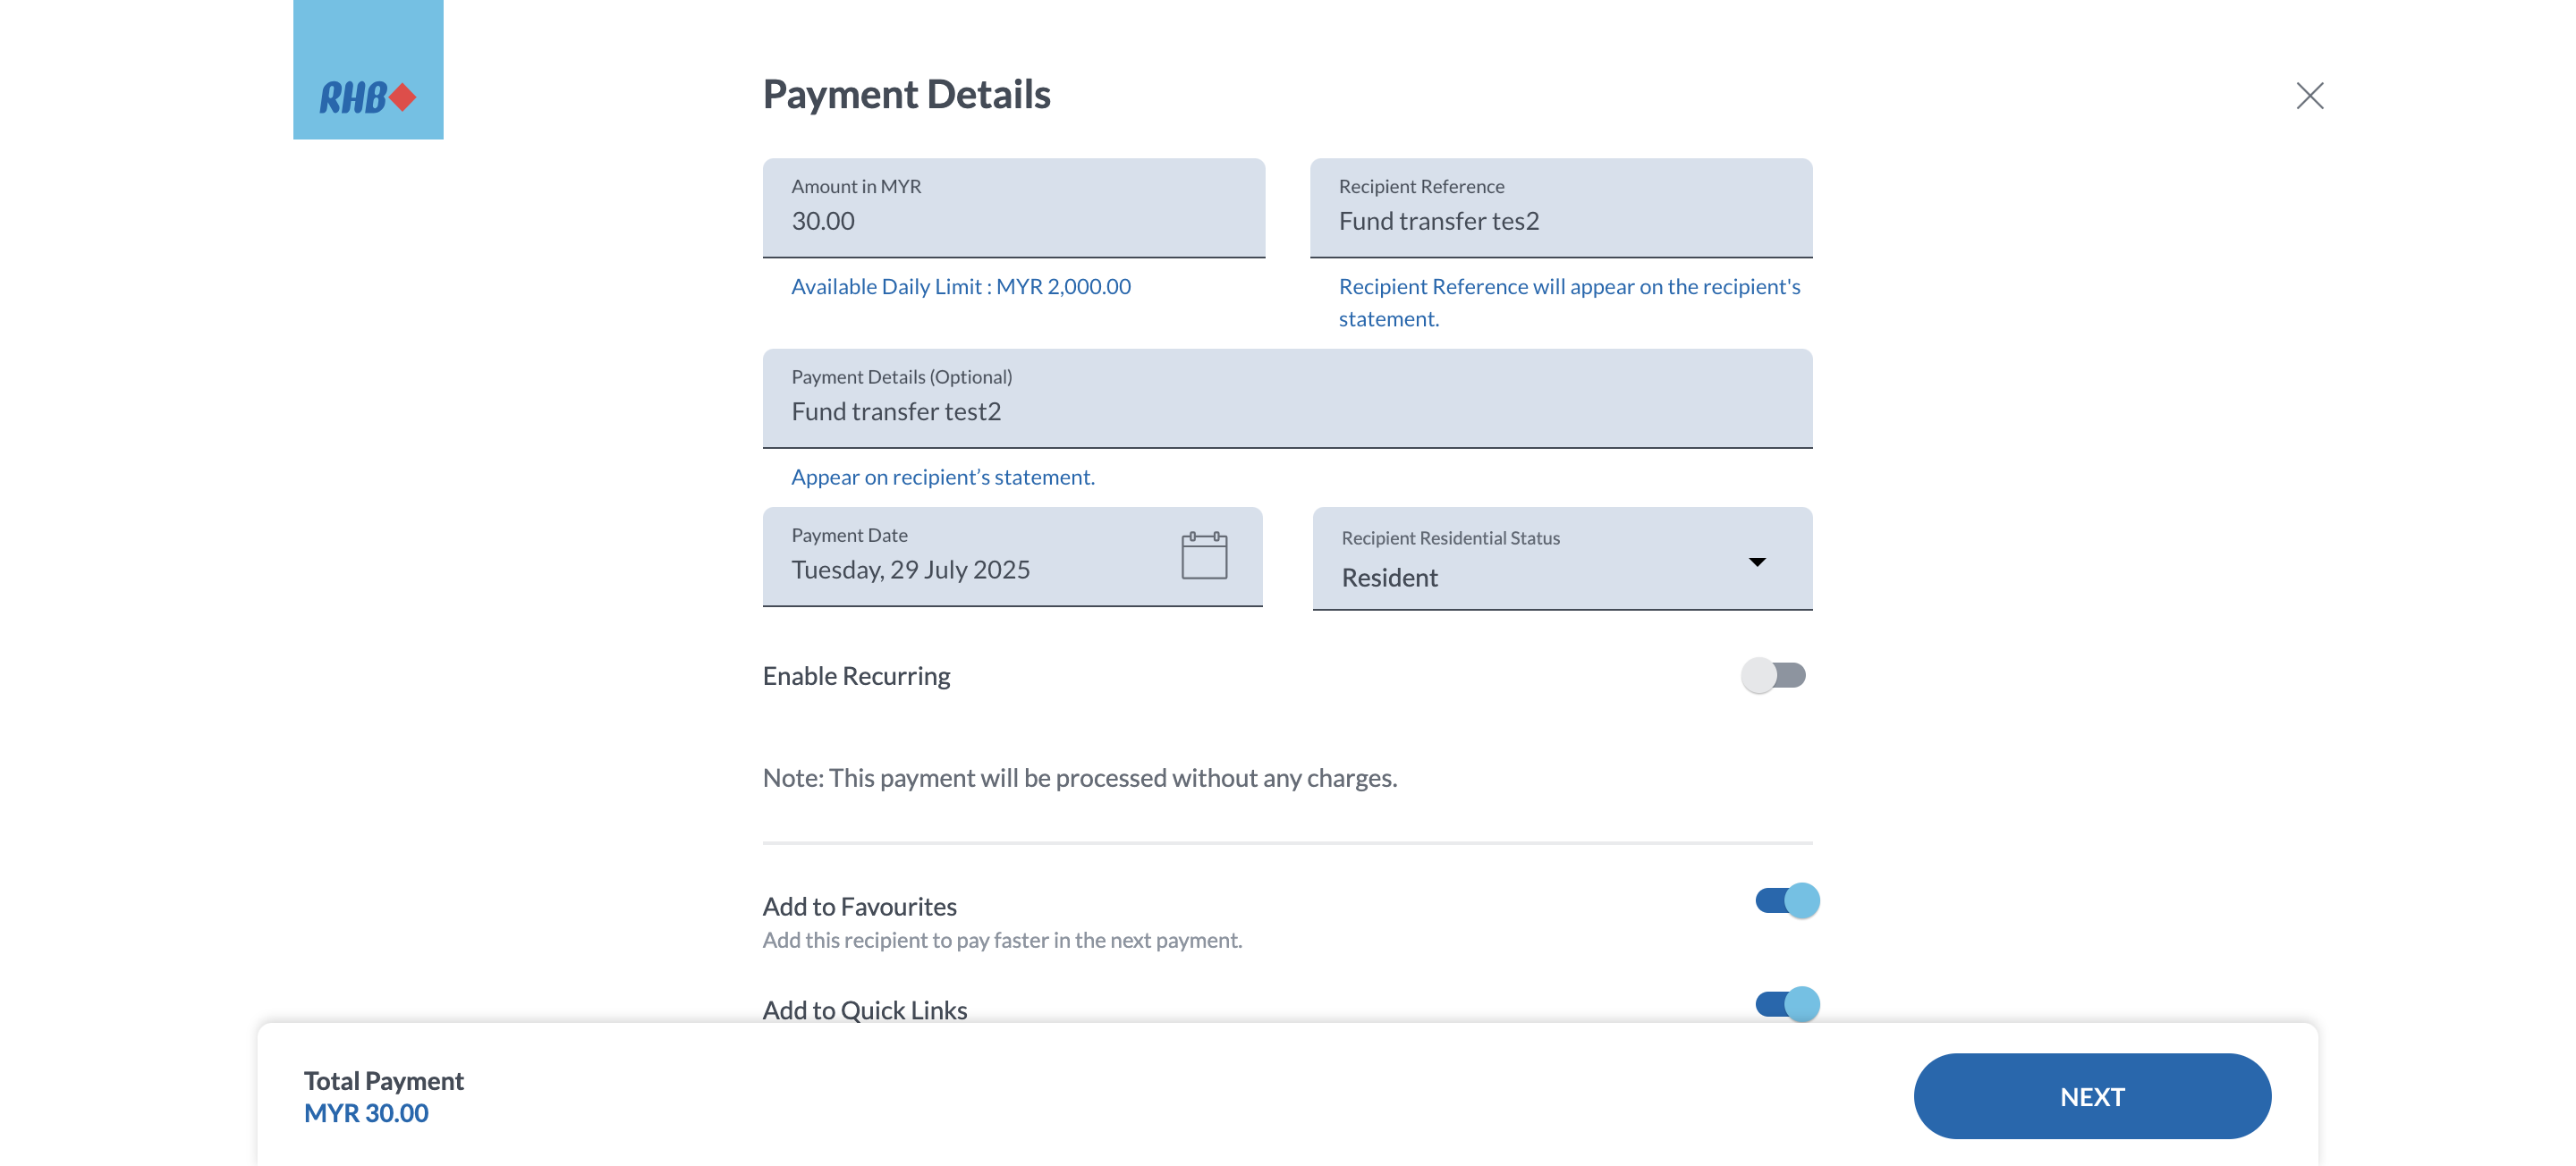 RHB
Payment Details
Amount in MYR
30.00
Available Daily Limit : MYR 2,000.00
Recipient Reference
Fund transfer tes2
Recipient Reference will appear on the recipient's
statement.
Payment Details (Optional)
Fund transfer test2
Appear on recipient’s statement.
Payment Date
Tuesday, 29 July 2025
Recipient Residential Status
Resident
Enable Recurring
Note: This payment will be processed without any charges.
Add to Favourites
Add this recipient to pay faster in the next payment.
Add to Quick Links
Total Payment
MYR 30.00
NEXT